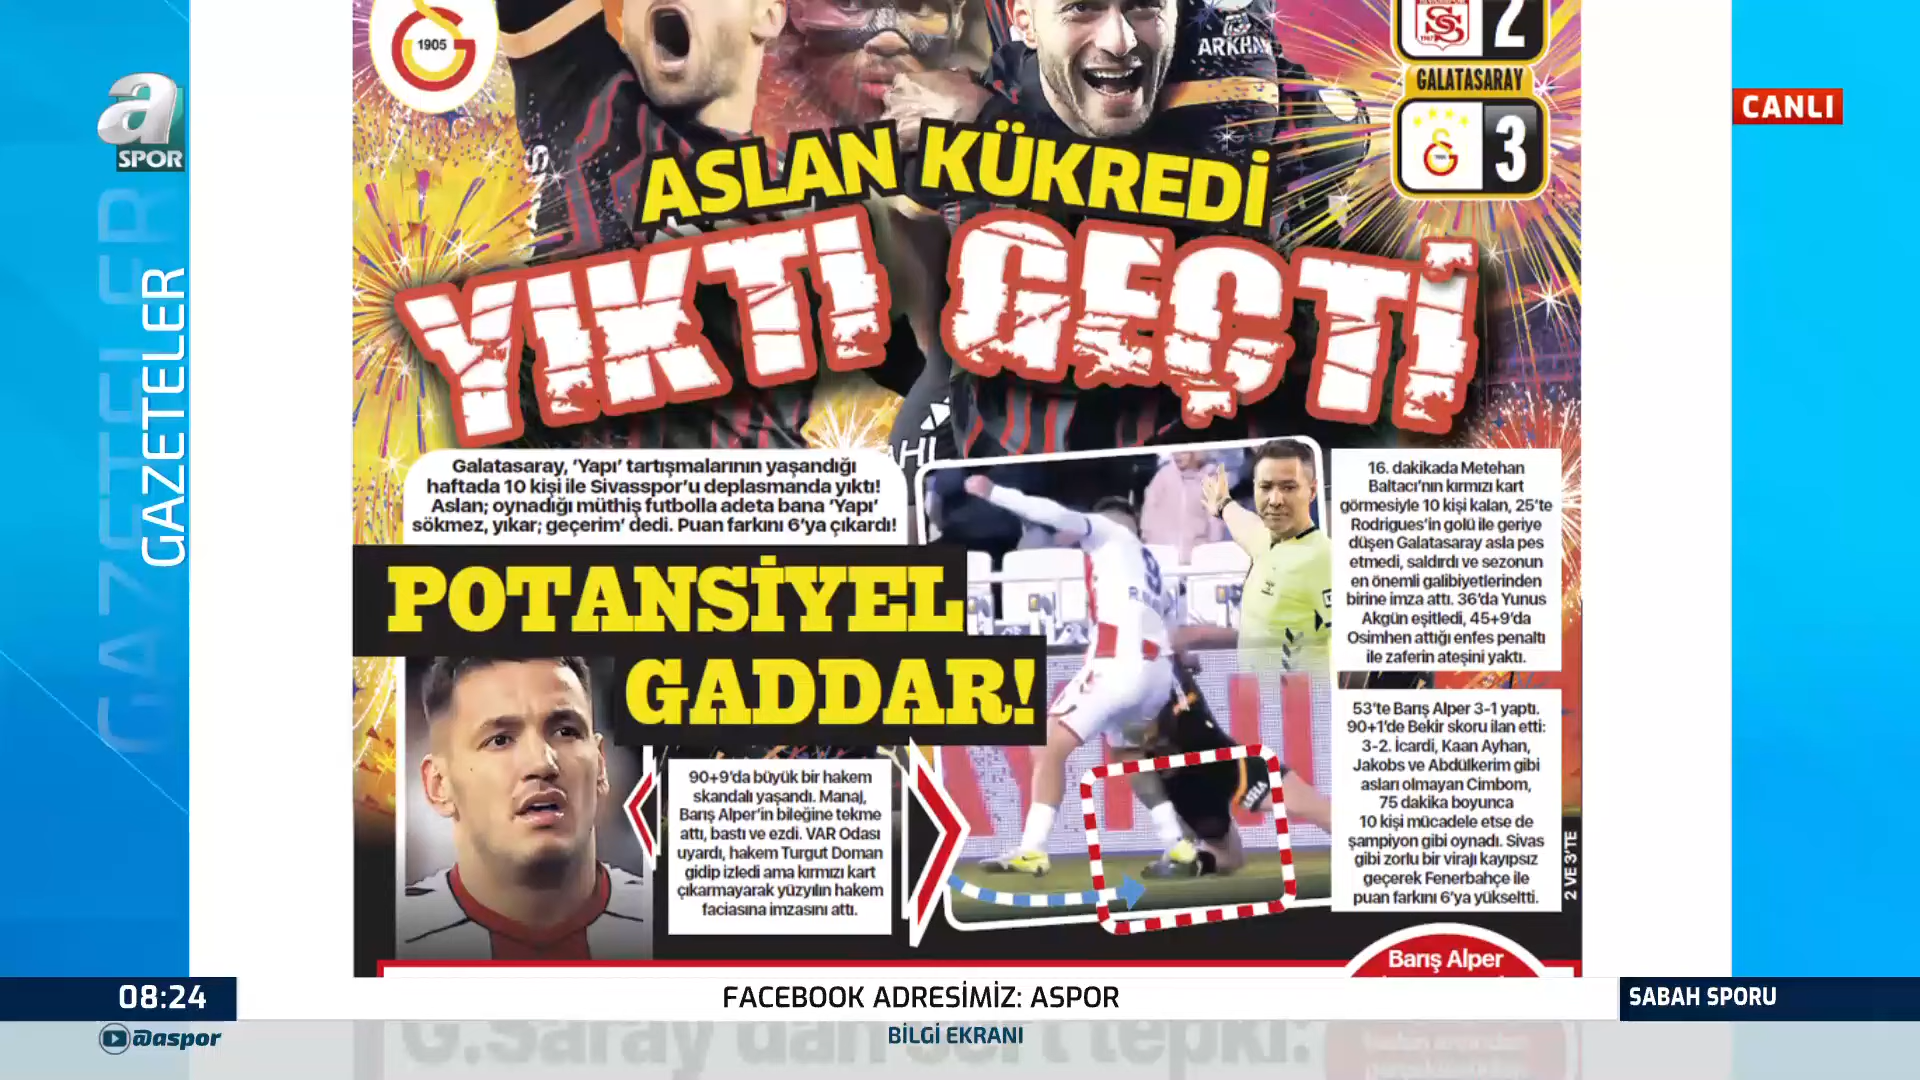 a
SPOR
GAZETELER
GAZETELER
CANLI
1905
ARKHAM
SS
2
GALATASARAY
3
ASLAN KÜKREDİ
YIKTI GEÇTİ
Galatasaray, ‘Yapı’ tartışmalarının yaşandığı
haftada 10 kişi ile Sivasspor’u deplasmanda yıktı!
Aslan; oynadığı müthiş futbolla adeta bana ‘Yapı’
sökmez, yıkar; geçerim’ dedi. Puan farkını 6’ya çıkardı!
POTANSİYEL
GADDAR!
90+9’da büyük bir hakem
skandalı yaşandı. Manaj,
Barış Alper’in bileğine tekme
attı, bastı ve ezdi. VAR Odası
uyardı, hakem Turgut Doman
gidip izledi ama kırmızı kart
çıkarmayarak yüzyılın hakem
faciasına imzasını attı.
16. dakikada Metehan
Baltacı’nın kırmızı kart
görmesiyle 10 kişi kalan, 25’te
Rodrigues’in golü ile geriye
düşen Galatasaray asla pes
etmedi, saldırdı ve sezonun
en önemli galibiyetlerinden
birine imza attı. 36’da Yunus
Akgün eşitledi, 45+9’da
Osimhen attığı enfes penaltı
ile zaferin ateşini yaktı.
53’te Barış Alper 3-1 yaptı.
90+1’de Bekir skoru ilan etti:
3-2. İcardi, Kaan Ayhan,
Jakobs ve Abdülkerim gibi
asları olmayan Cimbom,
75 dakika boyunca
10 kişi mücadele etse de
şampiyon gibi oynadı. Sivas
gibi zorlu bir virajı kayıpsız
geçerek Fenerbahçe ile
puan farkını 6’ya yükseltti.
2 VE 3’TE
Barış Alper
08:24
FACEBOOK ADRESİMİZ: ASPOR
SABAH SPORU
@aspor
BİLGİ EKRANI
G.Saray’dan sert tepki: